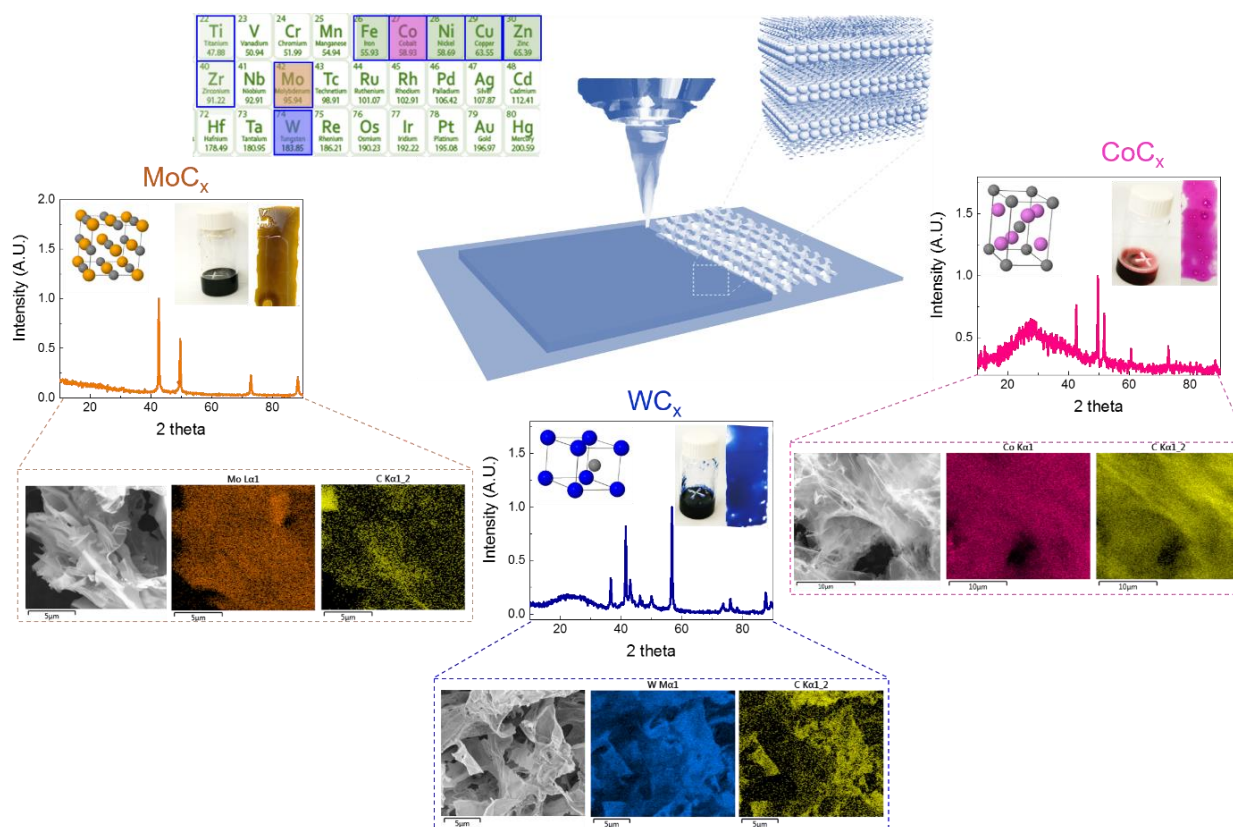 22 23 24 25 26 27 28 29 30
Ti V Cr Mn Fe Co Ni Cu Zn
Titanium Vanadium Chromium Manganese Iron Cobalt Nickel Copper Zinc
47.88 50.94 51.99 54.94 55.93 58.93 58.69 63.55 65.39
40 41 42 43 44 45 46 47 48
Zr Nb Mo Tc Ru Rh Pd Ag Cd
Zirconium Niobium Molybdenum Technetium Ruthenium Rhodium Palladium Silver Cadmium
91.22 92.91 95.94 98.91 101.07 102.91 106.42 107.87 112.41
72 73 74 75 76 77 78 79 80
Hf Ta W Re Os Ir Pt Au Hg
Hafnium Tantalum Tungsten Rhenium Osmium Iridium Platinum Gold Mercury
178.49 180.95 183.85 186.21 190.23 192.22 195.08 196.97 200.59
MoCx
Intensity (A.U.)
2.0
1.5
1.0
0.5
0.0
20 40 60 80
2 theta
CoCx
Intensity (A.U.)
1.5
1.0
0.5
20 40 60 80
2 theta
WCx
Intensity (A.U.)
1.5
1.0
0.5
0.0
20 40 60 80
2 theta
Mo Lα1 C Kα1_2
5μm 5μm 5μm
Co Kα1 C Kα1_2
10μm 10μm 10μm
W Mα1 C Kα1_2
5μm 5μm 5μm